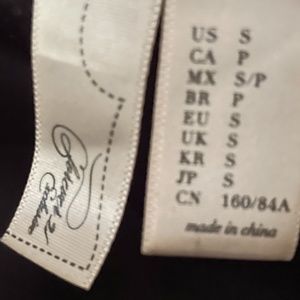 US S
CA P
MX S/P
BR P
EU S
UK S
KR S
JP S
CN 160/84A
made in china